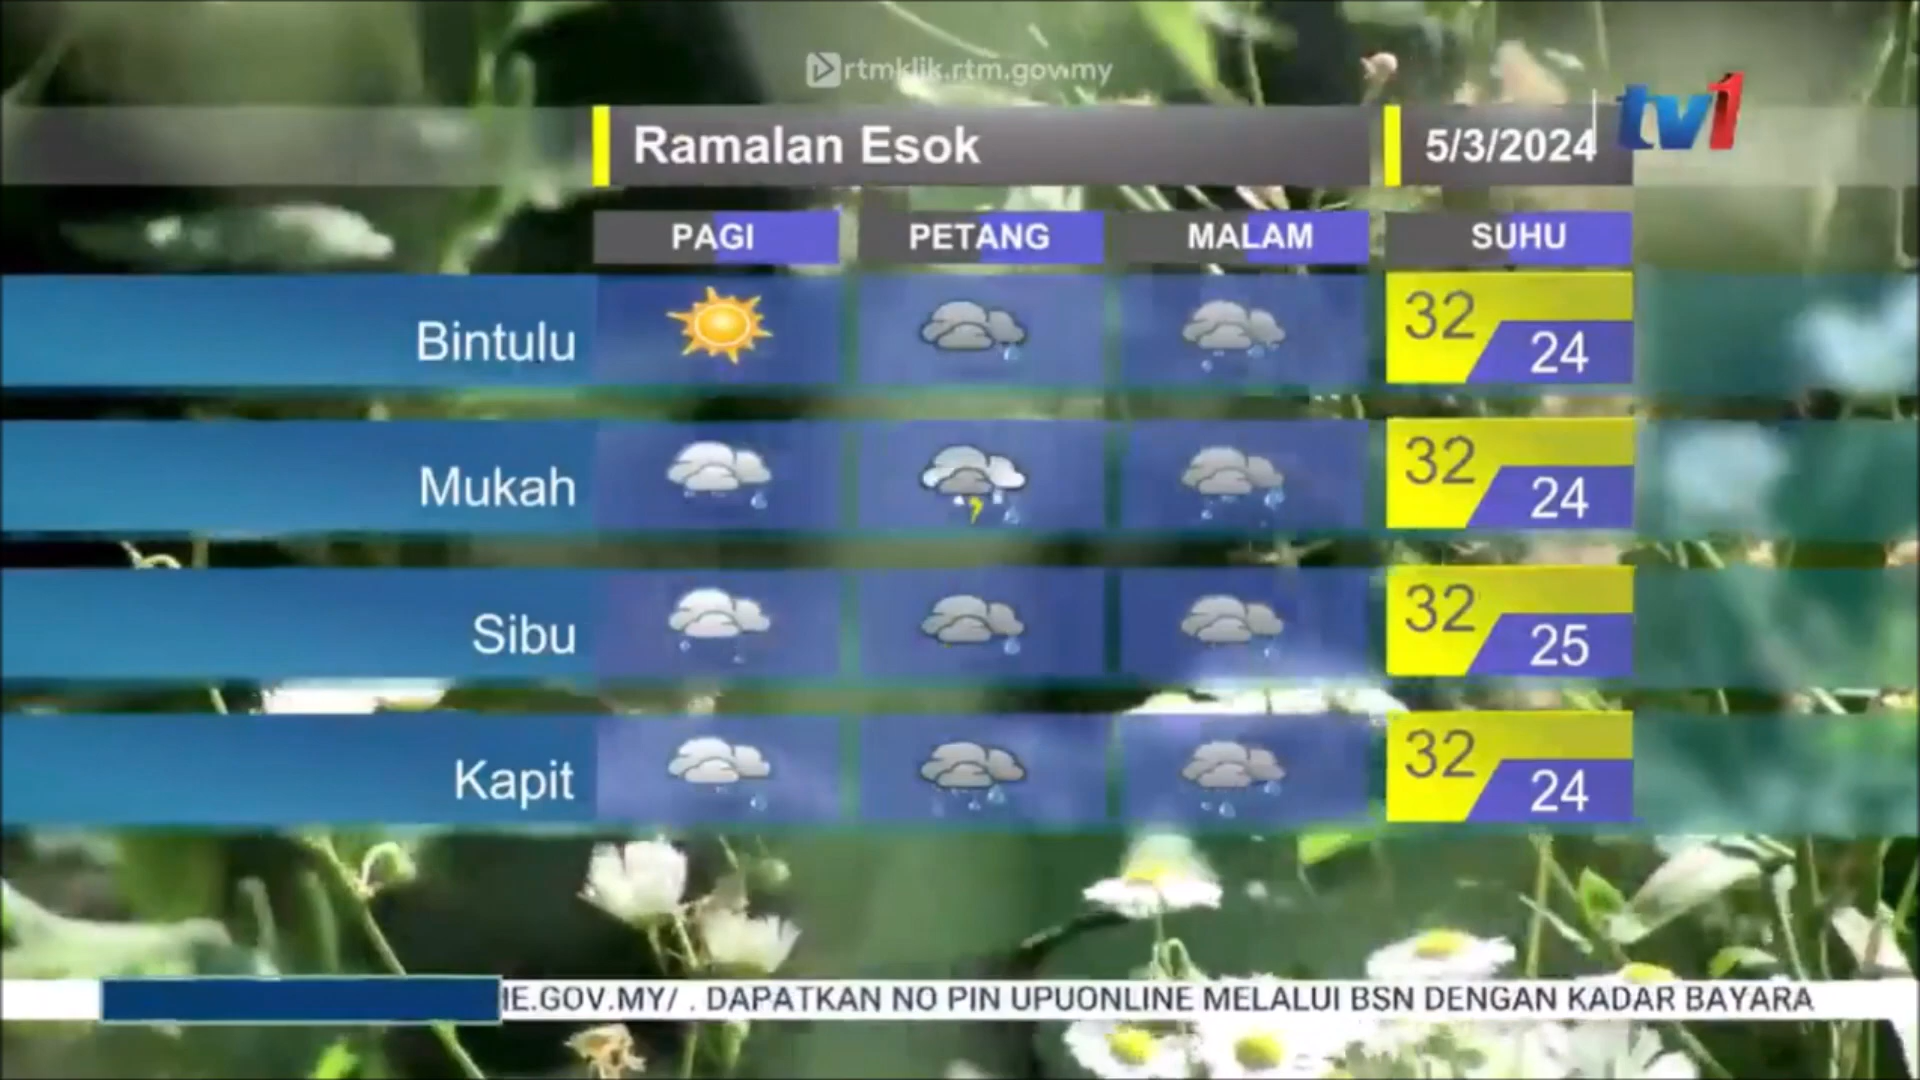 rtmklik.rtm.gov.my
tv1
Ramalan Esok 5/3/2024
PAGI PETANG MALAM SUHU
Bintulu 32 24
Mukah 32 24
Sibu 32 25
Kapit 32 24
.GOV.MY/ . DAPATKAN NO PIN UPUONLINE MELALUI BSN DENGAN KADAR BAYARA